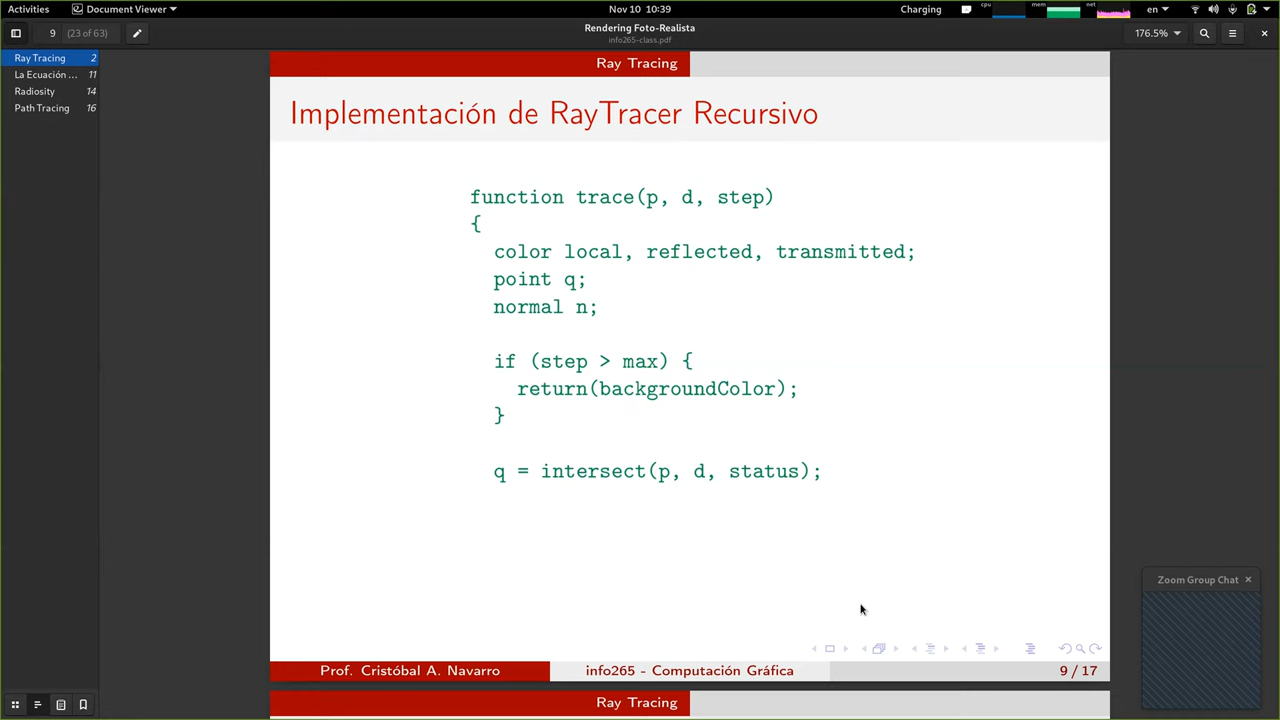 Activities
Document Viewer
Nov 10 10:39
Charging
cpu
mem
net
en
9
(23 of 63)
Rendering Foto-Realista
info265-class.pdf
176.5%
Ray Tracing 2
La Ecuación ... 11
Radiosity 14
Path Tracing 16
Ray Tracing
Implementación de RayTracer Recursivo
function trace(p, d, step)
{
color local, reflected, transmitted;
point q;
normal n;
if (step > max) {
return(backgroundColor);
}
q = intersect(p, d, status);
Zoom Group Chat
Prof. Cristóbal A. Navarro
info265 - Computación Gráfica
9 / 17
Ray Tracing